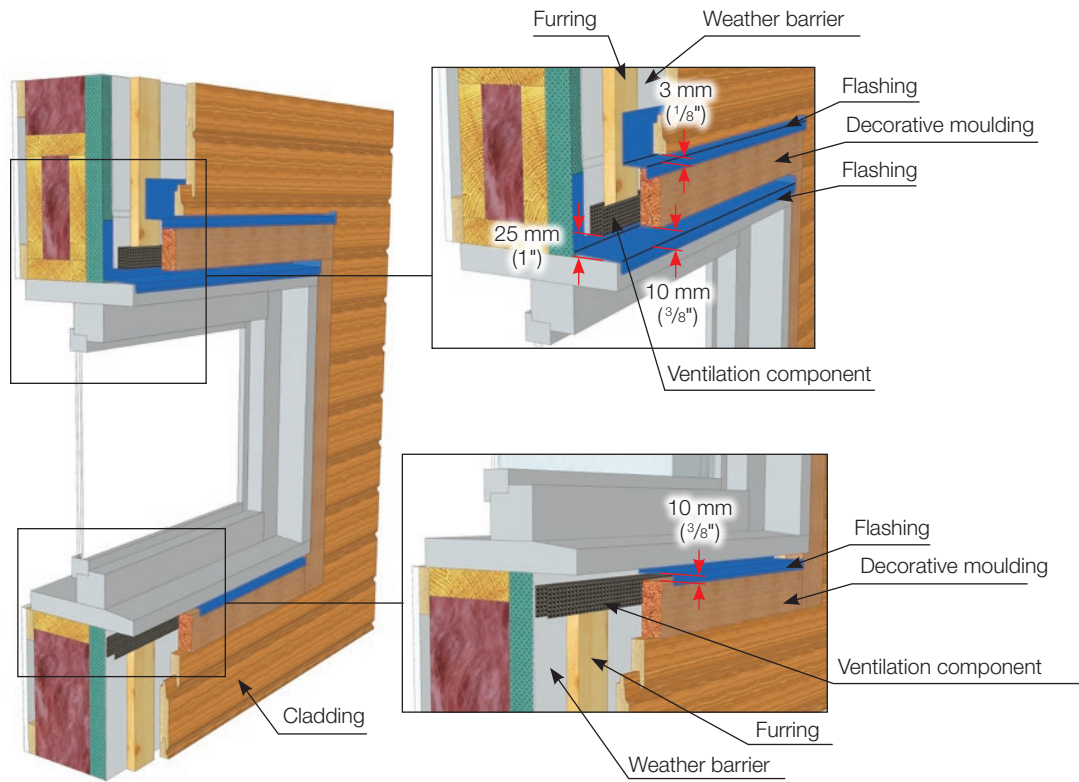 Furring
Weather barrier
3 mm
(1/8")
Flashing
Decorative moulding
Flashing
25 mm
(1")
10 mm
(3/8")
Ventilation component
10 mm
(3/8")
Flashing
Decorative moulding
Ventilation component
Cladding
Furring
Weather barrier